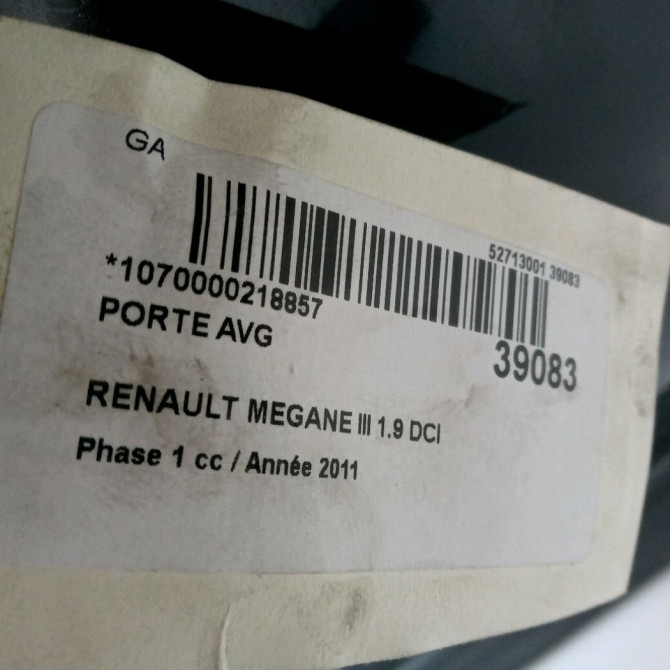 GA
52713001 39083
*1070000218857
39083
PORTE AVG
RENAULT MEGANE III 1.9 DCI
Phase 1 cc / Année 2011